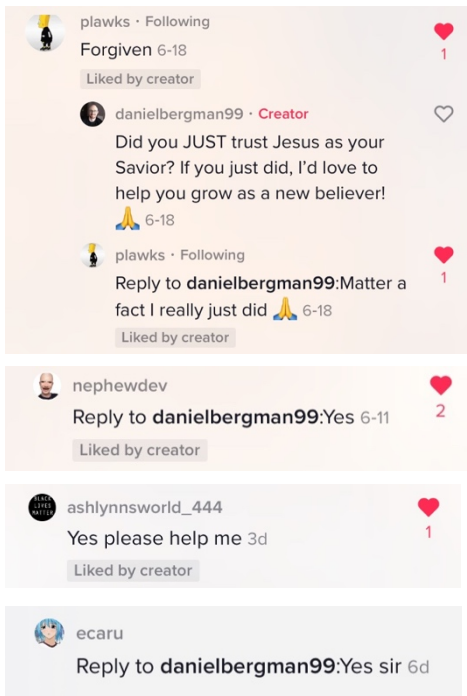 plawks · Following
Forgiven 6-18
1
Liked by creator
danielbergman99 · Creator
Did you JUST trust Jesus as your
Savior? If you just did, I'd love to
help you grow as a new believer!
🙏 6-18
plawks · Following
Reply to danielbergman99:Matter a
fact I really just did 🙏 6-18
1
Liked by creator
nephewdev
Reply to danielbergman99:Yes 6-11
2
Liked by creator
BLACK
LIVES
MATTER
ashlynnsworld_444
Yes please help me 3d
1
Liked by creator
ecaru
Reply to danielbergman99:Yes sir 6d